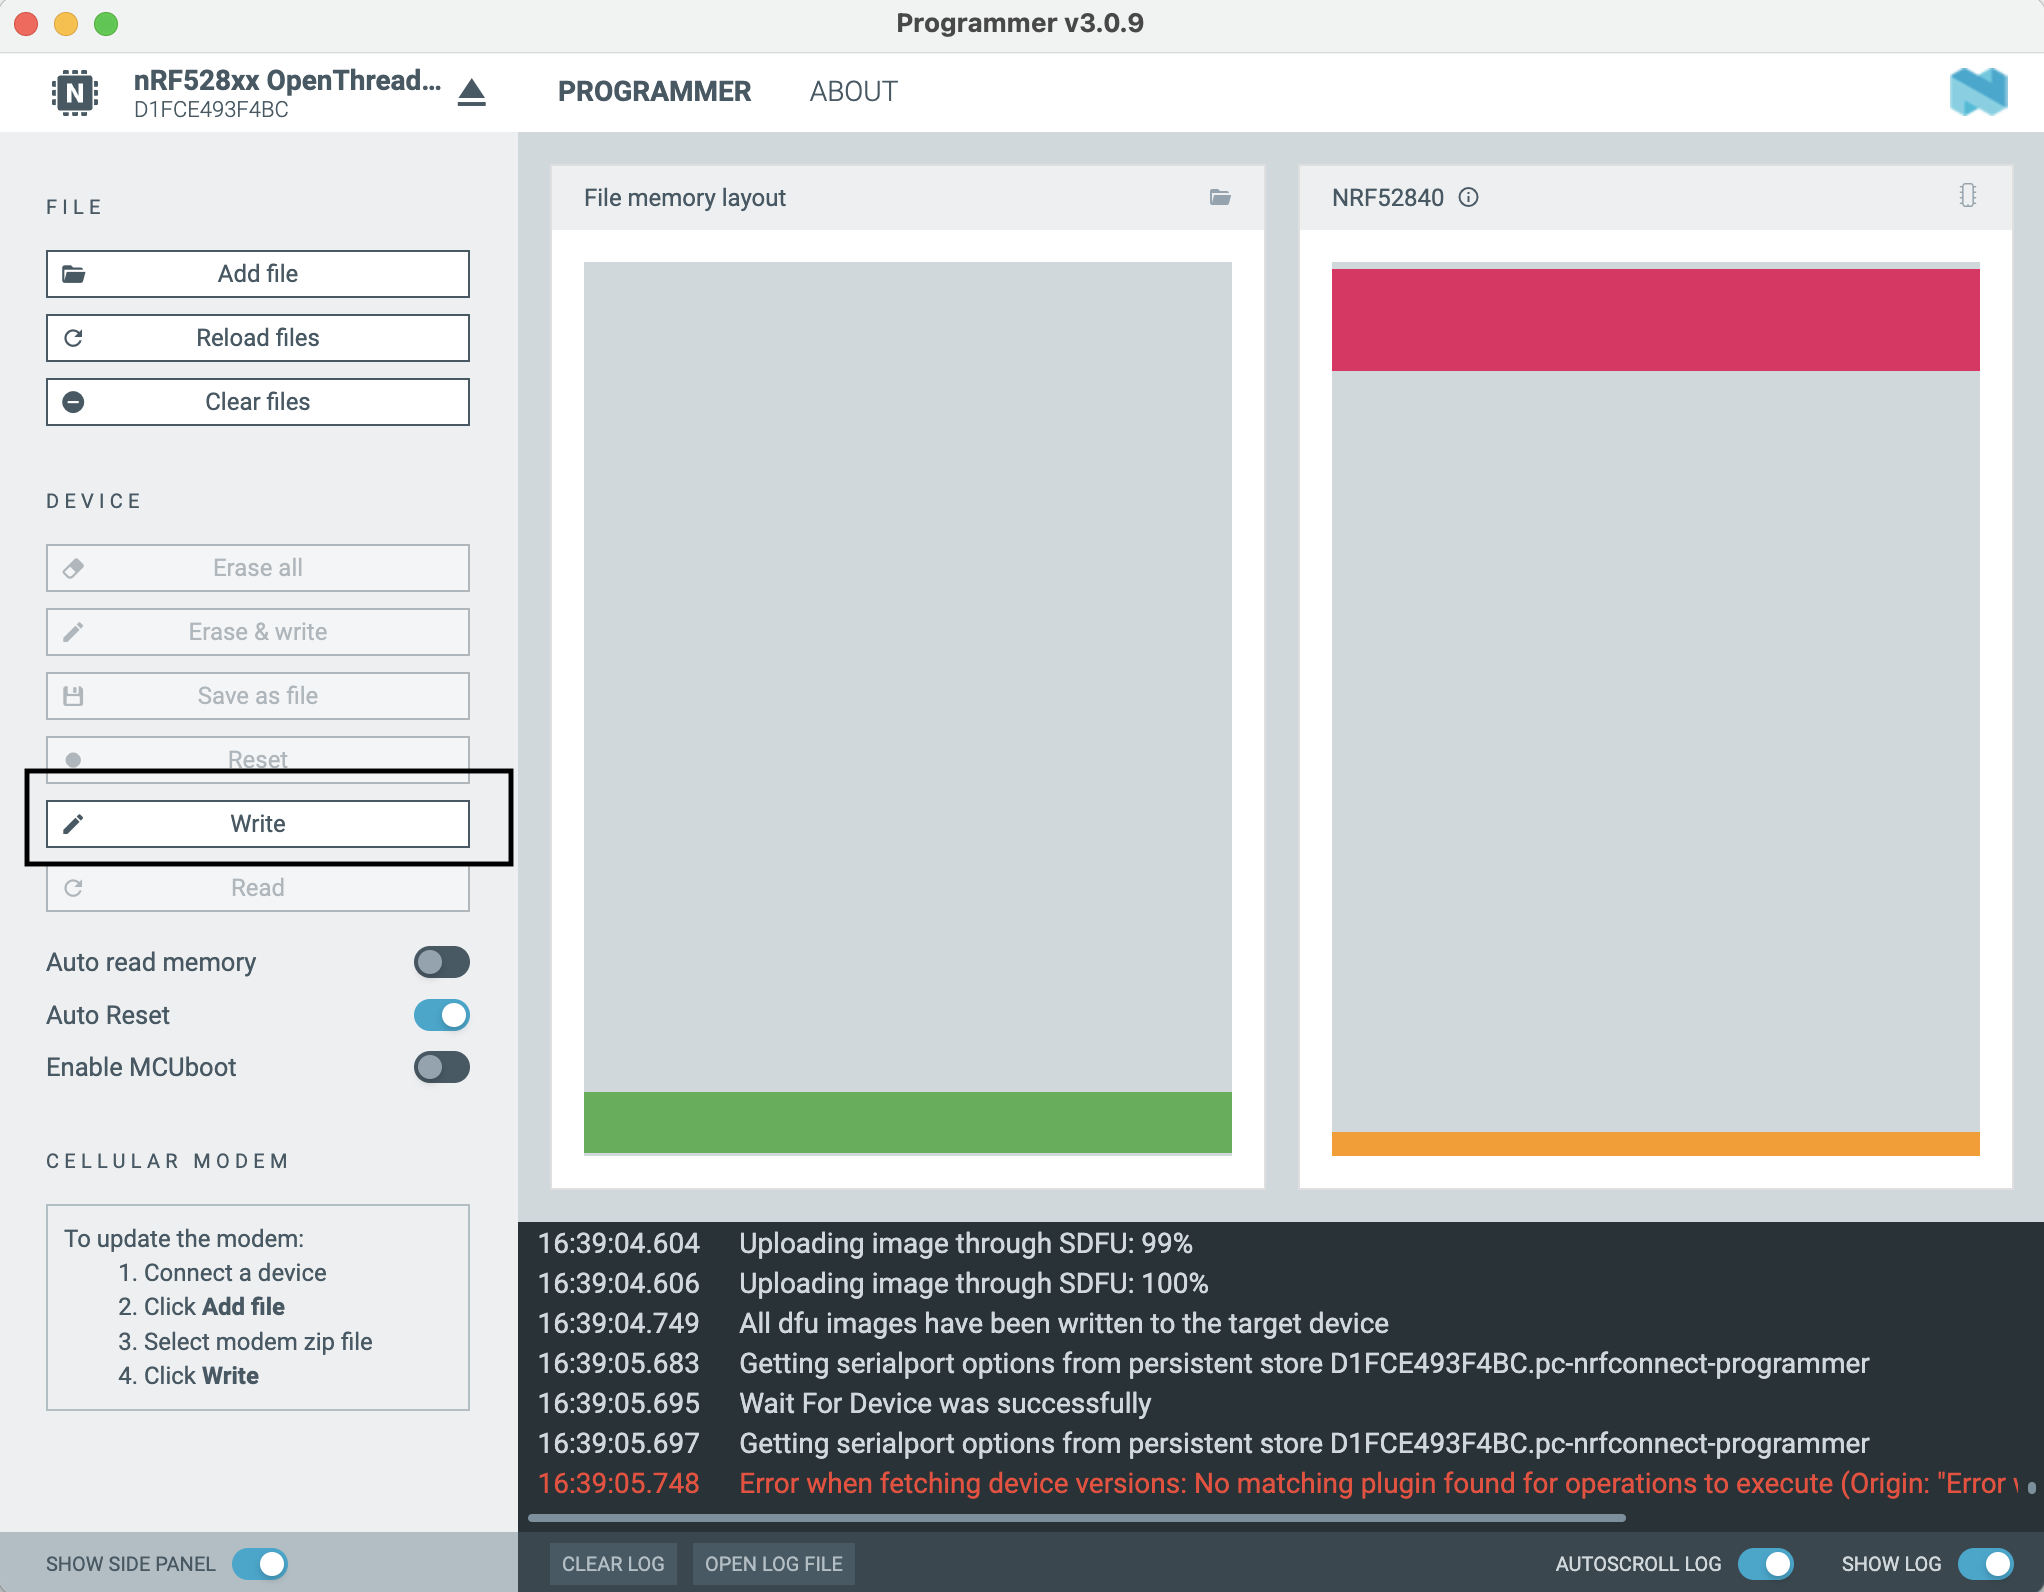 Programmer v3.0.9
N
nRF528xx OpenThread...
D1FCE493F4BC
PROGRAMMER
ABOUT
FILE
Add file
Reload files
Clear files
DEVICE
Erase all
Erase & write
Save as file
Reset
Write
Read
Auto read memory
Auto Reset
Enable MCUboot
CELLULAR MODEM
To update the modem:
1. Connect a device
2. Click Add file
3. Select modem zip file
4. Click Write
SHOW SIDE PANEL
File memory layout
NRF52840
16:39:04.604 Uploading image through SDFU: 99%
16:39:04.606 Uploading image through SDFU: 100%
16:39:04.749 All dfu images have been written to the target device
16:39:05.683 Getting serialport options from persistent store D1FCE493F4BC.pc-nrfconnect-programmer
16:39:05.695 Wait For Device was successfully
16:39:05.697 Getting serialport options from persistent store D1FCE493F4BC.pc-nrfconnect-programmer
16:39:05.748 Error when fetching device versions: No matching plugin found for operations to execute (Origin: "Error
CLEAR LOG
OPEN LOG FILE
AUTOSCROLL LOG
SHOW LOG